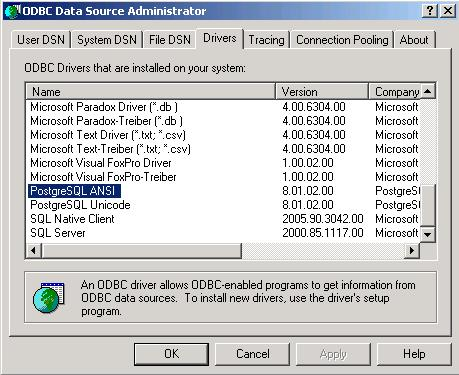 ODBC Data Source Administrator
User DSN System DSN File DSN Drivers Tracing Connection Pooling About
ODBC Drivers that are installed on your system:
Name Version Company
Microsoft Paradox Driver (*.db ) 4.00.6304.00 Microsoft
Microsoft Paradox-Treiber (*.db ) 4.00.6304.00 Microsoft
Microsoft Text Driver (*.txt; *.csv) 4.00.6304.00 Microsoft
Microsoft Text-Treiber (*.txt; *.csv) 4.00.6304.00 Microsoft
Microsoft Visual FoxPro Driver 1.00.02.00 Microsoft
Microsoft Visual FoxPro-Treiber 1.00.02.00 Microsoft
PostgreSQL ANSI 8.01.02.00 PostgreS
PostgreSQL Unicode 8.01.02.00 PostgreS
SQL Native Client 2005.90.3042.00 Microsoft
SQL Server 2000.85.1117.00 Microsoft
An ODBC driver allows ODBC-enabled programs to get information from
ODBC data sources. To install new drivers, use the driver's setup
program.
OK Cancel Apply Help